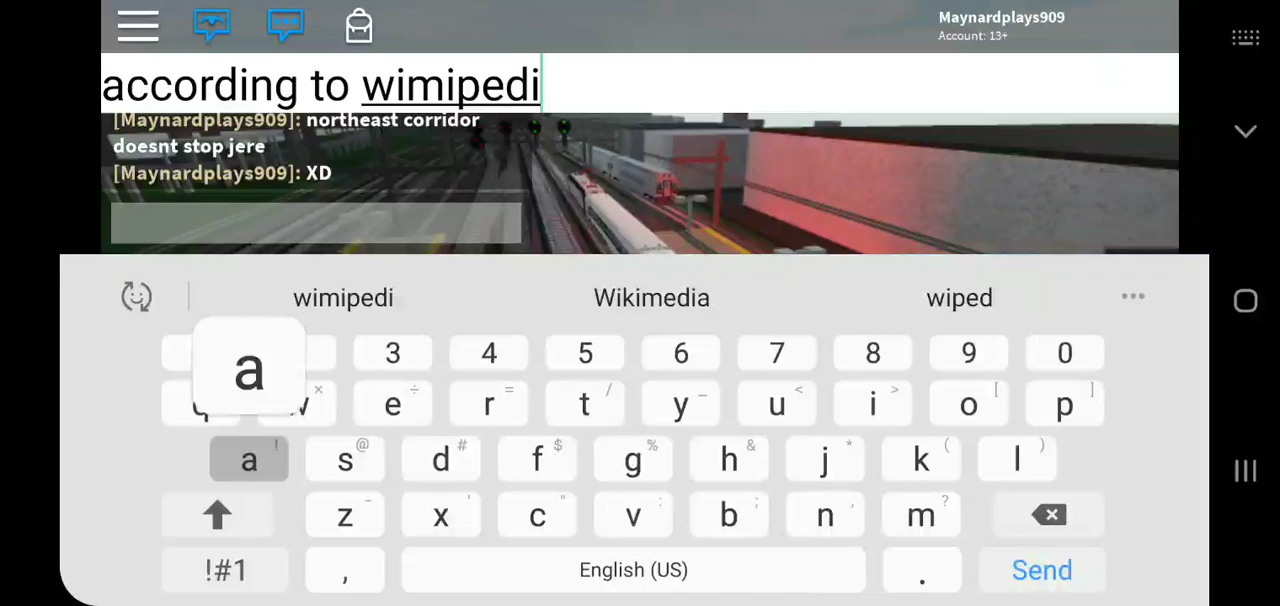 Maynardplays909
Account: 13+
according to wimipedi
[Maynardplays909]: northeast corridor
doesnt stop jere
[Maynardplays909]: XD
wimipedi Wikimedia wiped
a
3 4 5 6 7 8 9 0
q w × e ÷ r = t / y _ u < i > o [ p ]
a ! s @ d # f $ g % h & j * k ( l )
z - x ' c " v : b ; n , m ?
!#1 , English (US) . Send